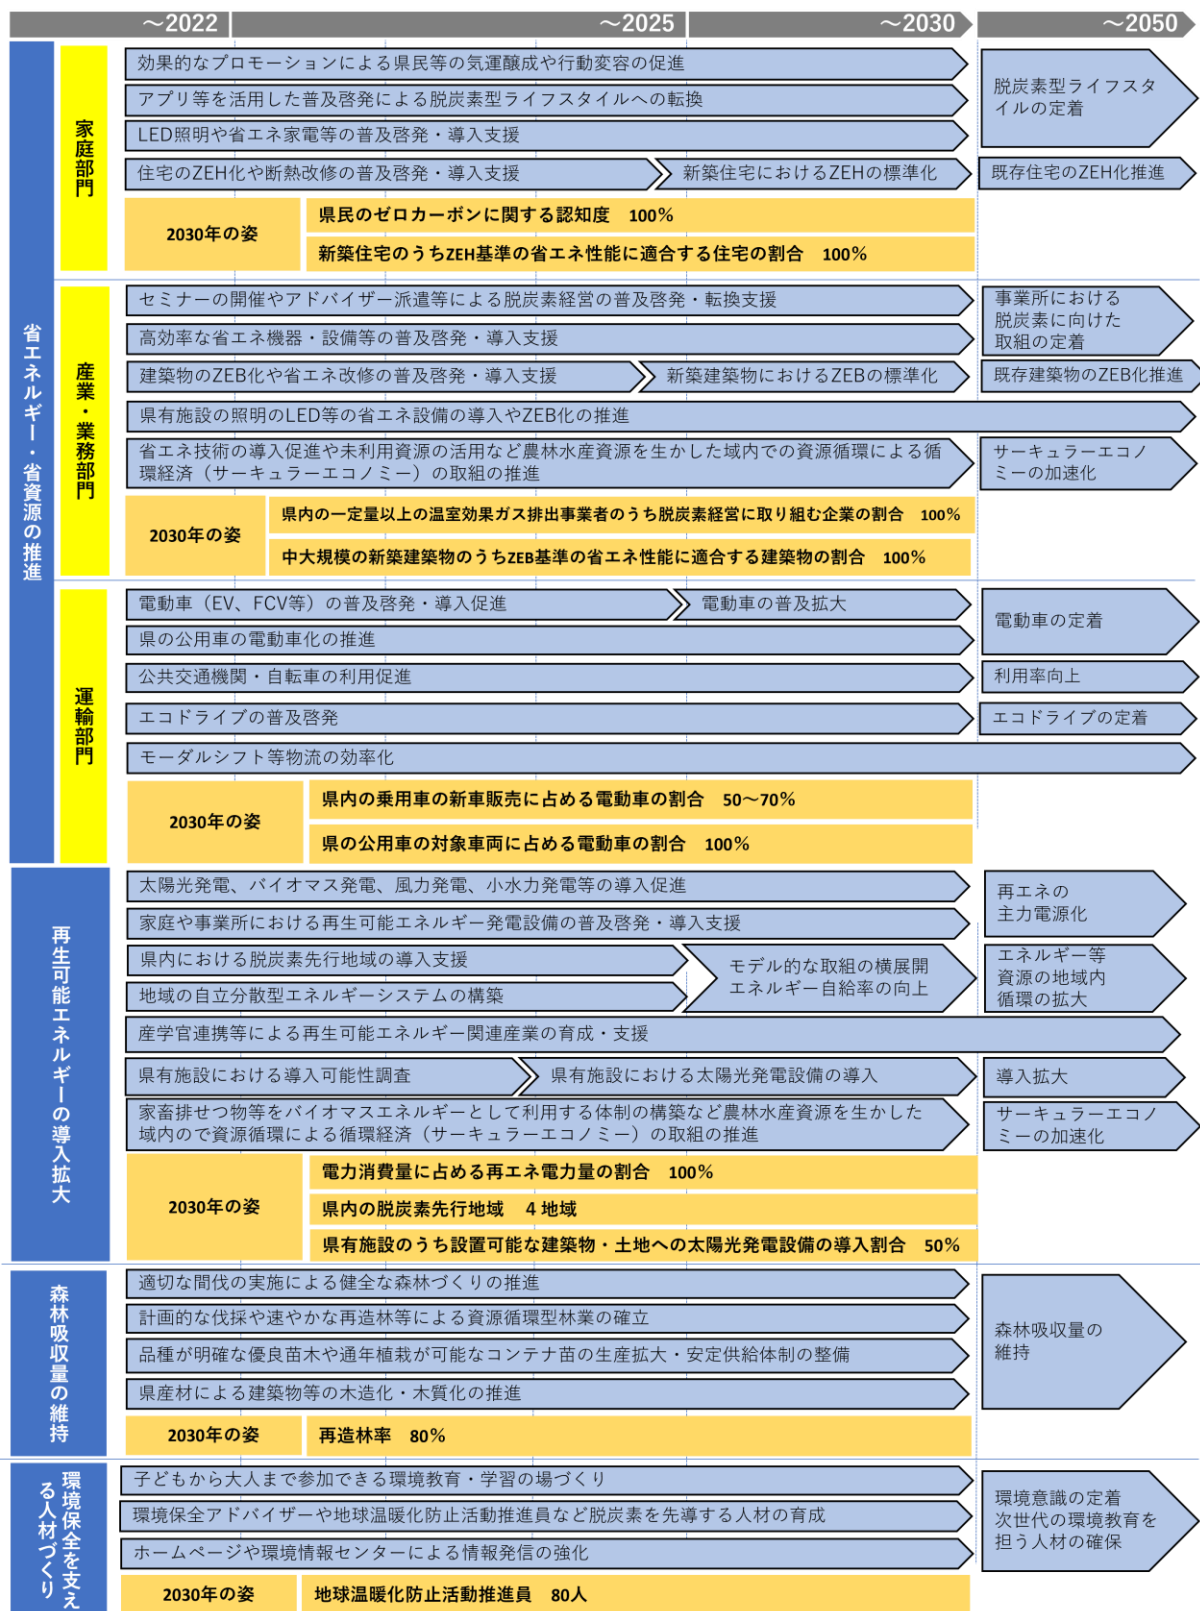 ～2022
～2025
～2030
～2050
省エネルギー・省資源の推進
家庭部門
効果的なプロモーションによる県民等の気運醸成や行動変容の促進
アプリ等を活用した普及啓発による脱炭素型ライフスタイルへの転換
LED照明や省エネ家電等の普及啓発・導入支援
脱炭素型ライフスタ
イルの定着
住宅のZEH化や断熱改修の普及啓発・導入支援
新築住宅におけるZEHの標準化
既存住宅のZEH化推進
2030年の姿
県民のゼロカーボンに関する認知度 100%
新築住宅のうちZEH基準の省エネ性能に適合する住宅の割合 100%
産業・業務部門
セミナーの開催やアドバイザー派遣等による脱炭素経営の普及啓発・転換支援
高効率な省エネ機器・設備等の普及啓発・導入支援
事業所における
脱炭素に向けた
取組の定着
建築物のZEB化や省エネ改修の普及啓発・導入支援
新築建築物におけるZEBの標準化
既存建築物のZEB化推進
県有施設の照明のLED等の省エネ設備の導入やZEB化の推進
省エネ技術の導入促進や未利用資源の活用など農林水産資源を生かした域内での資源循環による循
環経済（サーキュラーエコノミー）の取組の推進
サーキュラーエコノ
ミーの加速化
2030年の姿
県内の一定量以上の温室効果ガス排出事業者のうち脱炭素経営に取り組む企業の割合 100%
中大規模の新築建築物のうちZEB基準の省エネ性能に適合する建築物の割合 100%
運輸部門
電動車（EV、FCV等）の普及啓発・導入促進
電動車の普及拡大
電動車の定着
県の公用車の電動車化の推進
公共交通機関・自転車の利用促進
利用率向上
エコドライブの普及啓発
エコドライブの定着
モーダルシフト等物流の効率化
2030年の姿
県内の乗用車の新車販売に占める電動車の割合 50～70%
県の公用車の対象車両に占める電動車の割合 100%
再生可能エネルギーの導入拡大
太陽光発電、バイオマス発電、風力発電、小水力発電等の導入促進
家庭や事業所における再生可能エネルギー発電設備の普及啓発・導入支援
再エネの
主力電源化
県内における脱炭素先行地域の導入支援
地域の自立分散型エネルギーシステムの構築
モデル的な取組の横展開
エネルギー自給率の向上
エネルギー等
資源の地域内
循環の拡大
産学官連携等による再生可能エネルギー関連産業の育成・支援
県有施設における導入可能性調査
県有施設における太陽光発電設備の導入
導入拡大
家畜排せつ物等をバイオマスエネルギーとして利用する体制の構築など農林水産資源を生かした
域内ので資源循環による循環経済（サーキュラーエコノミー）の取組の推進
サーキュラーエコノ
ミーの加速化
2030年の姿
電力消費量に占める再エネ電力量の割合 100%
県内の脱炭素先行地域 4 地域
県有施設のうち設置可能な建築物・土地への太陽光発電設備の導入割合 50%
森林吸収量の維持
適切な間伐の実施による健全な森林づくりの推進
計画的な伐採や速やかな再造林等による資源循環型林業の確立
品種が明確な優良苗木や通年植栽が可能なコンテナ苗の生産拡大・安定供給体制の整備
県産材による建築物等の木造化・木質化の推進
森林吸収量の
維持
2030年の姿
再造林率 80%
環境保全を支え
る人材づくり
子どもから大人まで参加できる環境教育・学習の場づくり
環境保全アドバイザーや地球温暖化防止活動推進員など脱炭素を先導する人材の育成
ホームページや環境情報センターによる情報発信の強化
環境意識の定着
次世代の環境教育を
担う人材の確保
2030年の姿
地球温暖化防止活動推進員 80人